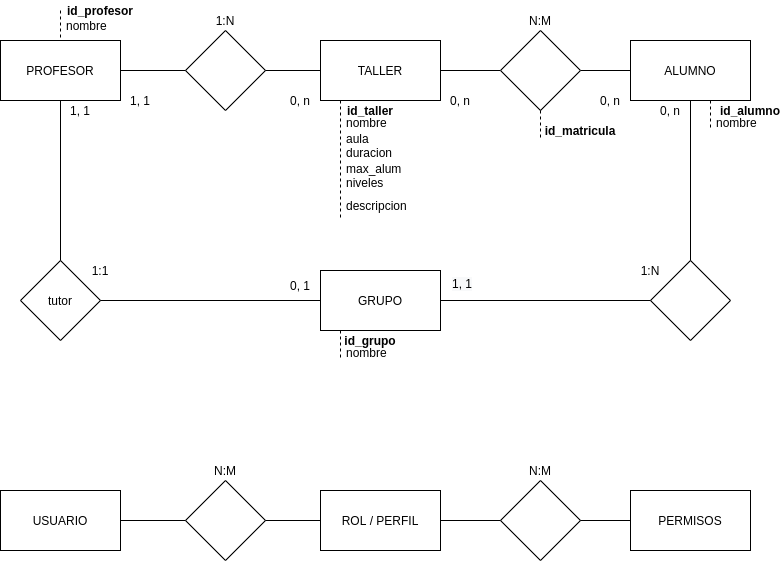 id_profesor
nombre
1:N
N:M
PROFESOR
TALLER
ALUMNO
1, 1
1, 1
0, n
0, n
0, n
0, n
id_taller
nombre
aula
duracion
max_alum
niveles
descripcion
id_matricula
id_alumno
nombre
1:1
0, 1
1, 1
1:N
tutor
GRUPO
id_grupo
nombre
N:M
N:M
USUARIO
ROL / PERFIL
PERMISOS